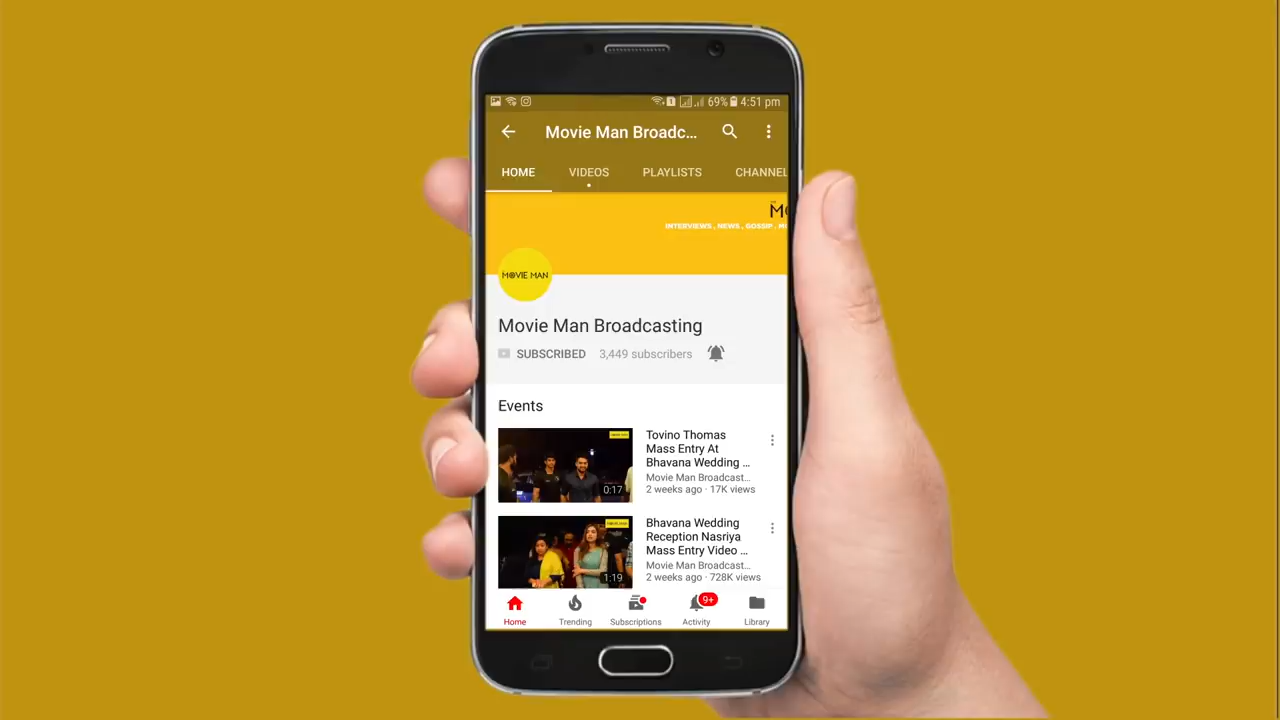 69% 4:51 pm
Movie Man Broadc...
HOME VIDEOS PLAYLISTS CHANNEL
INTERVIEWS , NEWS , GOSSIP ,
MOVIE MAN
Movie Man Broadcasting
SUBSCRIBED 3,449 subscribers
Events
Tovino Thomas
Mass Entry At
Bhavana Wedding ...
Movie Man Broadcast...
2 weeks ago · 17K views
0:17
Bhavana Wedding
Reception Nasriya
Mass Entry Video ...
Movie Man Broadcast...
2 weeks ago · 728K views
1:19
9+
Home Trending Subscriptions Activity Library